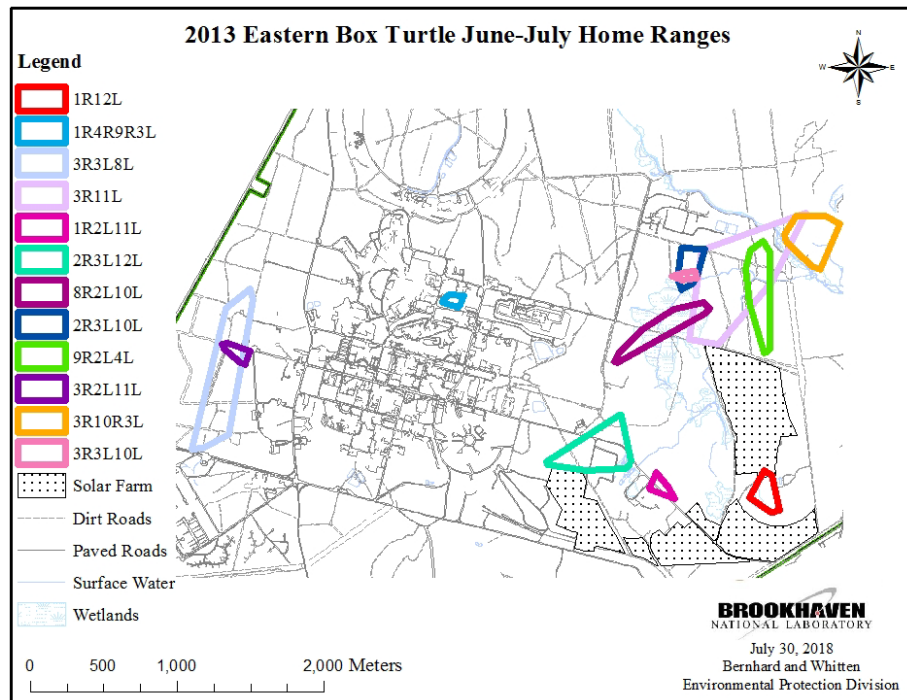 2013 Eastern Box Turtle June-July Home Ranges
Legend
N
W E
S
1R12L
1R4R9R3L
3R3L8L
3R11L
1R2L11L
2R3L12L
8R2L10L
2R3L10L
9R2L4L
3R2L11L
3R10R3L
3R3L10L
Solar Farm
Dirt Roads
Paved Roads
Surface Water
Wetlands
0 500 1,000 2,000 Meters
BROOKHAVEN
NATIONAL LABORATORY
July 30, 2018
Bernhard and Whitten
Environmental Protection Division